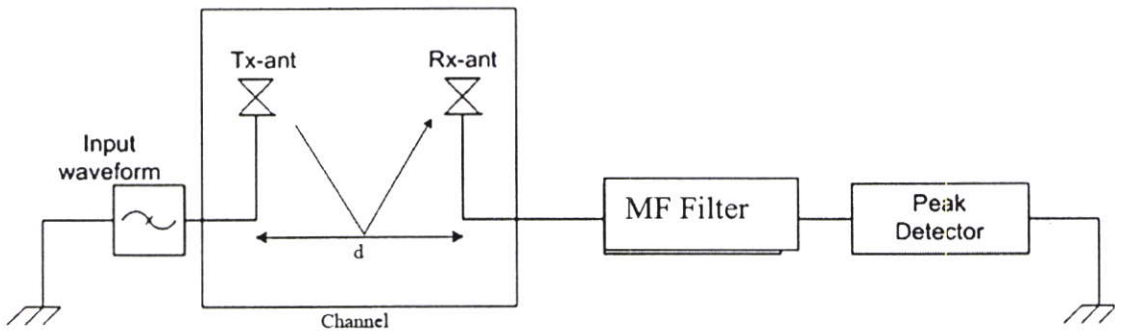 Tx-ant
Rx-ant
Input
waveform
d
Channel
MF Filter
Peak
Detector